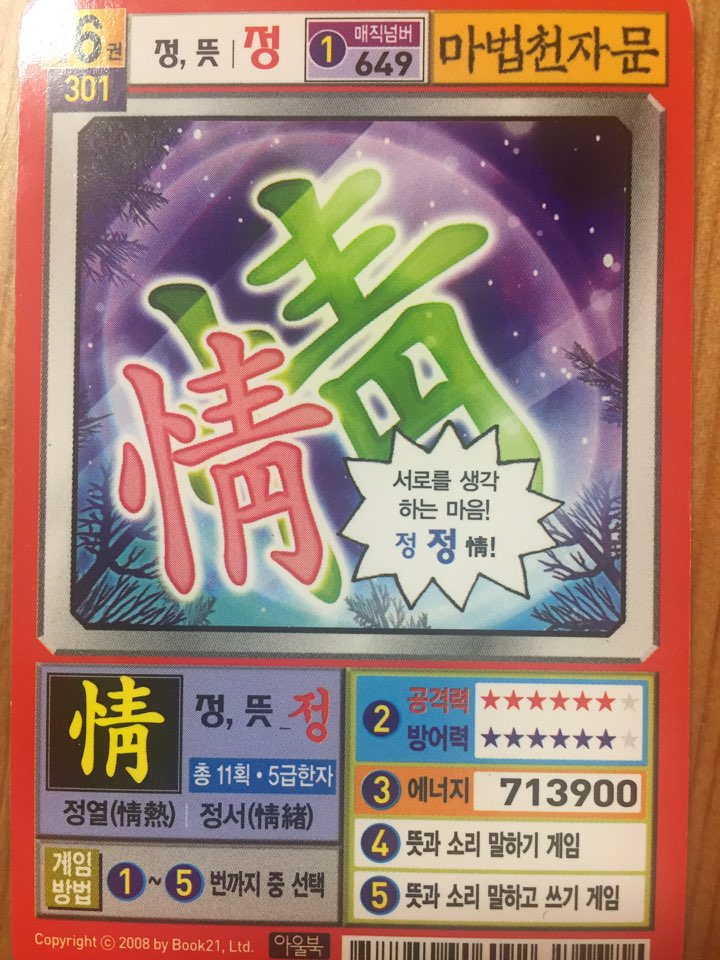 6권
301
정, 뜻 | 정
1 매직넘버
649
마법천자문
情
情
서로를 생각
하는 마음!
정 정 情!
情
정, 뜻_정
총 11획 · 5급한자
정열(情熱) | 정서(情緖)
게임
방법
1 ~ 5 번까지 중 선택
2 공격력 ★★★★★★★
방어력 ★★★★★★★
3 에너지 713900
4 뜻과 소리 말하기 게임
5 뜻과 소리 말하고 쓰기 게임
Copyright ⓒ 2008 by Book21, Ltd. 아울북